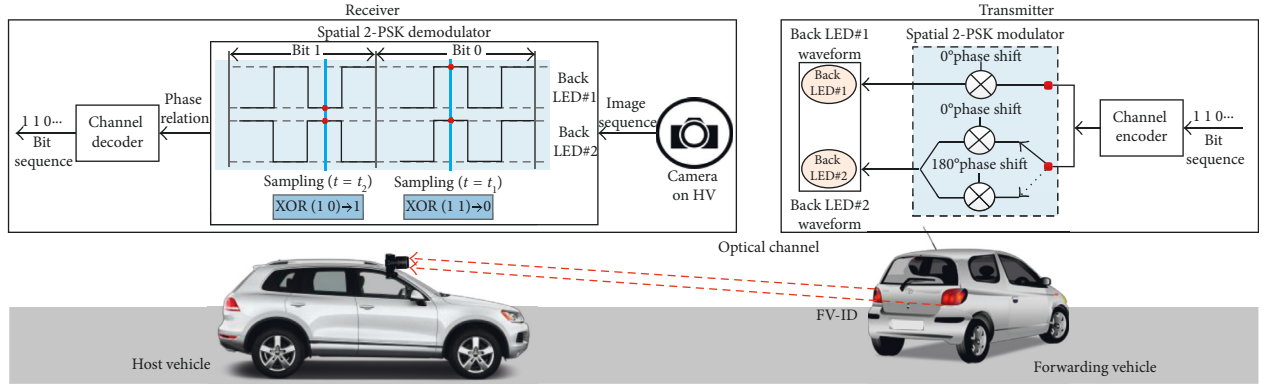 Receiver
Spatial 2-PSK demodulator
Bit 1
Bit 0
Back
LED#1
Back
LED#2
Phase
relation
1 1 0...
Bit
sequence
Channel
decoder
Image
sequence
Camera
on HV
Sampling (t = t2)
Sampling (t = t1)
XOR (1 0)→1
XOR (1 1)→0
Transmitter
Back LED#1
waveform
Spatial 2-PSK modulator
0°phase shift
Back
LED#1
0°phase shift
Back
LED#2
180°phase shift
Back LED#2
waveform
Channel
encoder
1 1 0...
Bit
sequence
Optical channel
FV-ID
Host vehicle
Forwarding vehicle